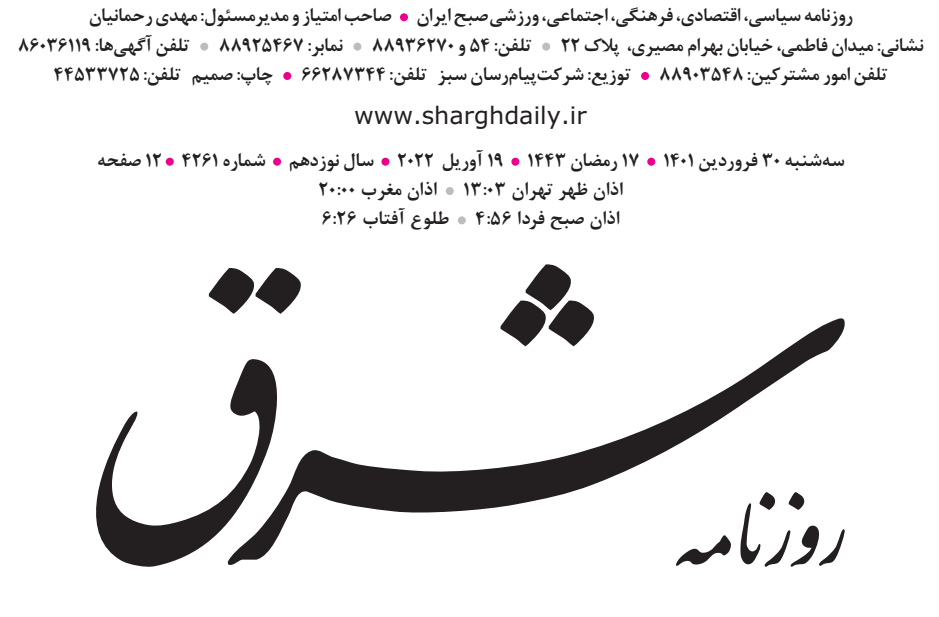 روزنامه سیاسی، اقتصادی، فرهنگی، اجتماعی، ورزشی صبح ایران • صاحب امتیاز و مدیرمسئول: مهدی رحمانیان
نشانی: میدان فاطمی، خیابان بهرام مصیری، پلاک ۲۲ • تلفن: ۵۴ و ۸۸۹۳۶۲۷۰ • نمابر: ۸۸۹۲۵۴۶۷ • تلفن آگهی‌ها: ۸۶۰۳۶۱۱۹
تلفن امور مشترکین: ۸۸۹۰۳۵۴۸ • توزیع: شرکت پیام‌رسان سبز تلفن: ۶۶۲۸۷۳۴۴ • چاپ: صمیم تلفن: ۴۴۵۳۳۷۲۵
www.sharghdaily.ir
سه‌شنبه ۳۰ فروردین ۱۴۰۱ • ۱۷ رمضان ۱۴۴۳ • ۱۹ آوریل ۲۰۲۲ • سال نوزدهم • شماره ۴۲۶۱ • ۱۲ صفحه
اذان ظهر تهران ۱۳:۰۳ • اذان مغرب ۲۰:۰۰
اذان صبح فردا ۴:۵۶ • طلوع آفتاب ۶:۲۶
روزنامه شرق